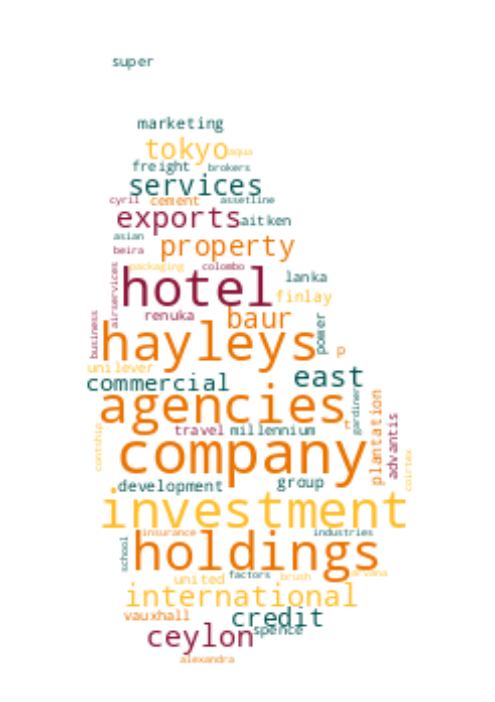 super
marketing
tokyo aqua
freight brokers
services
cyril cement assetline
exports aitken
asian
property
beira
packaging colombo
airservices
hotel lanka
finlay
renuka baur
business
hayleys power p
unilever
commercial east
agencies r gardiner
plantation
advantis
travel millennium
contship
company
coirtex
development group
investment
insurance industries
school
holdings
united factors brush arvana
international
vauxhall credit
ceylon spence
alexandra